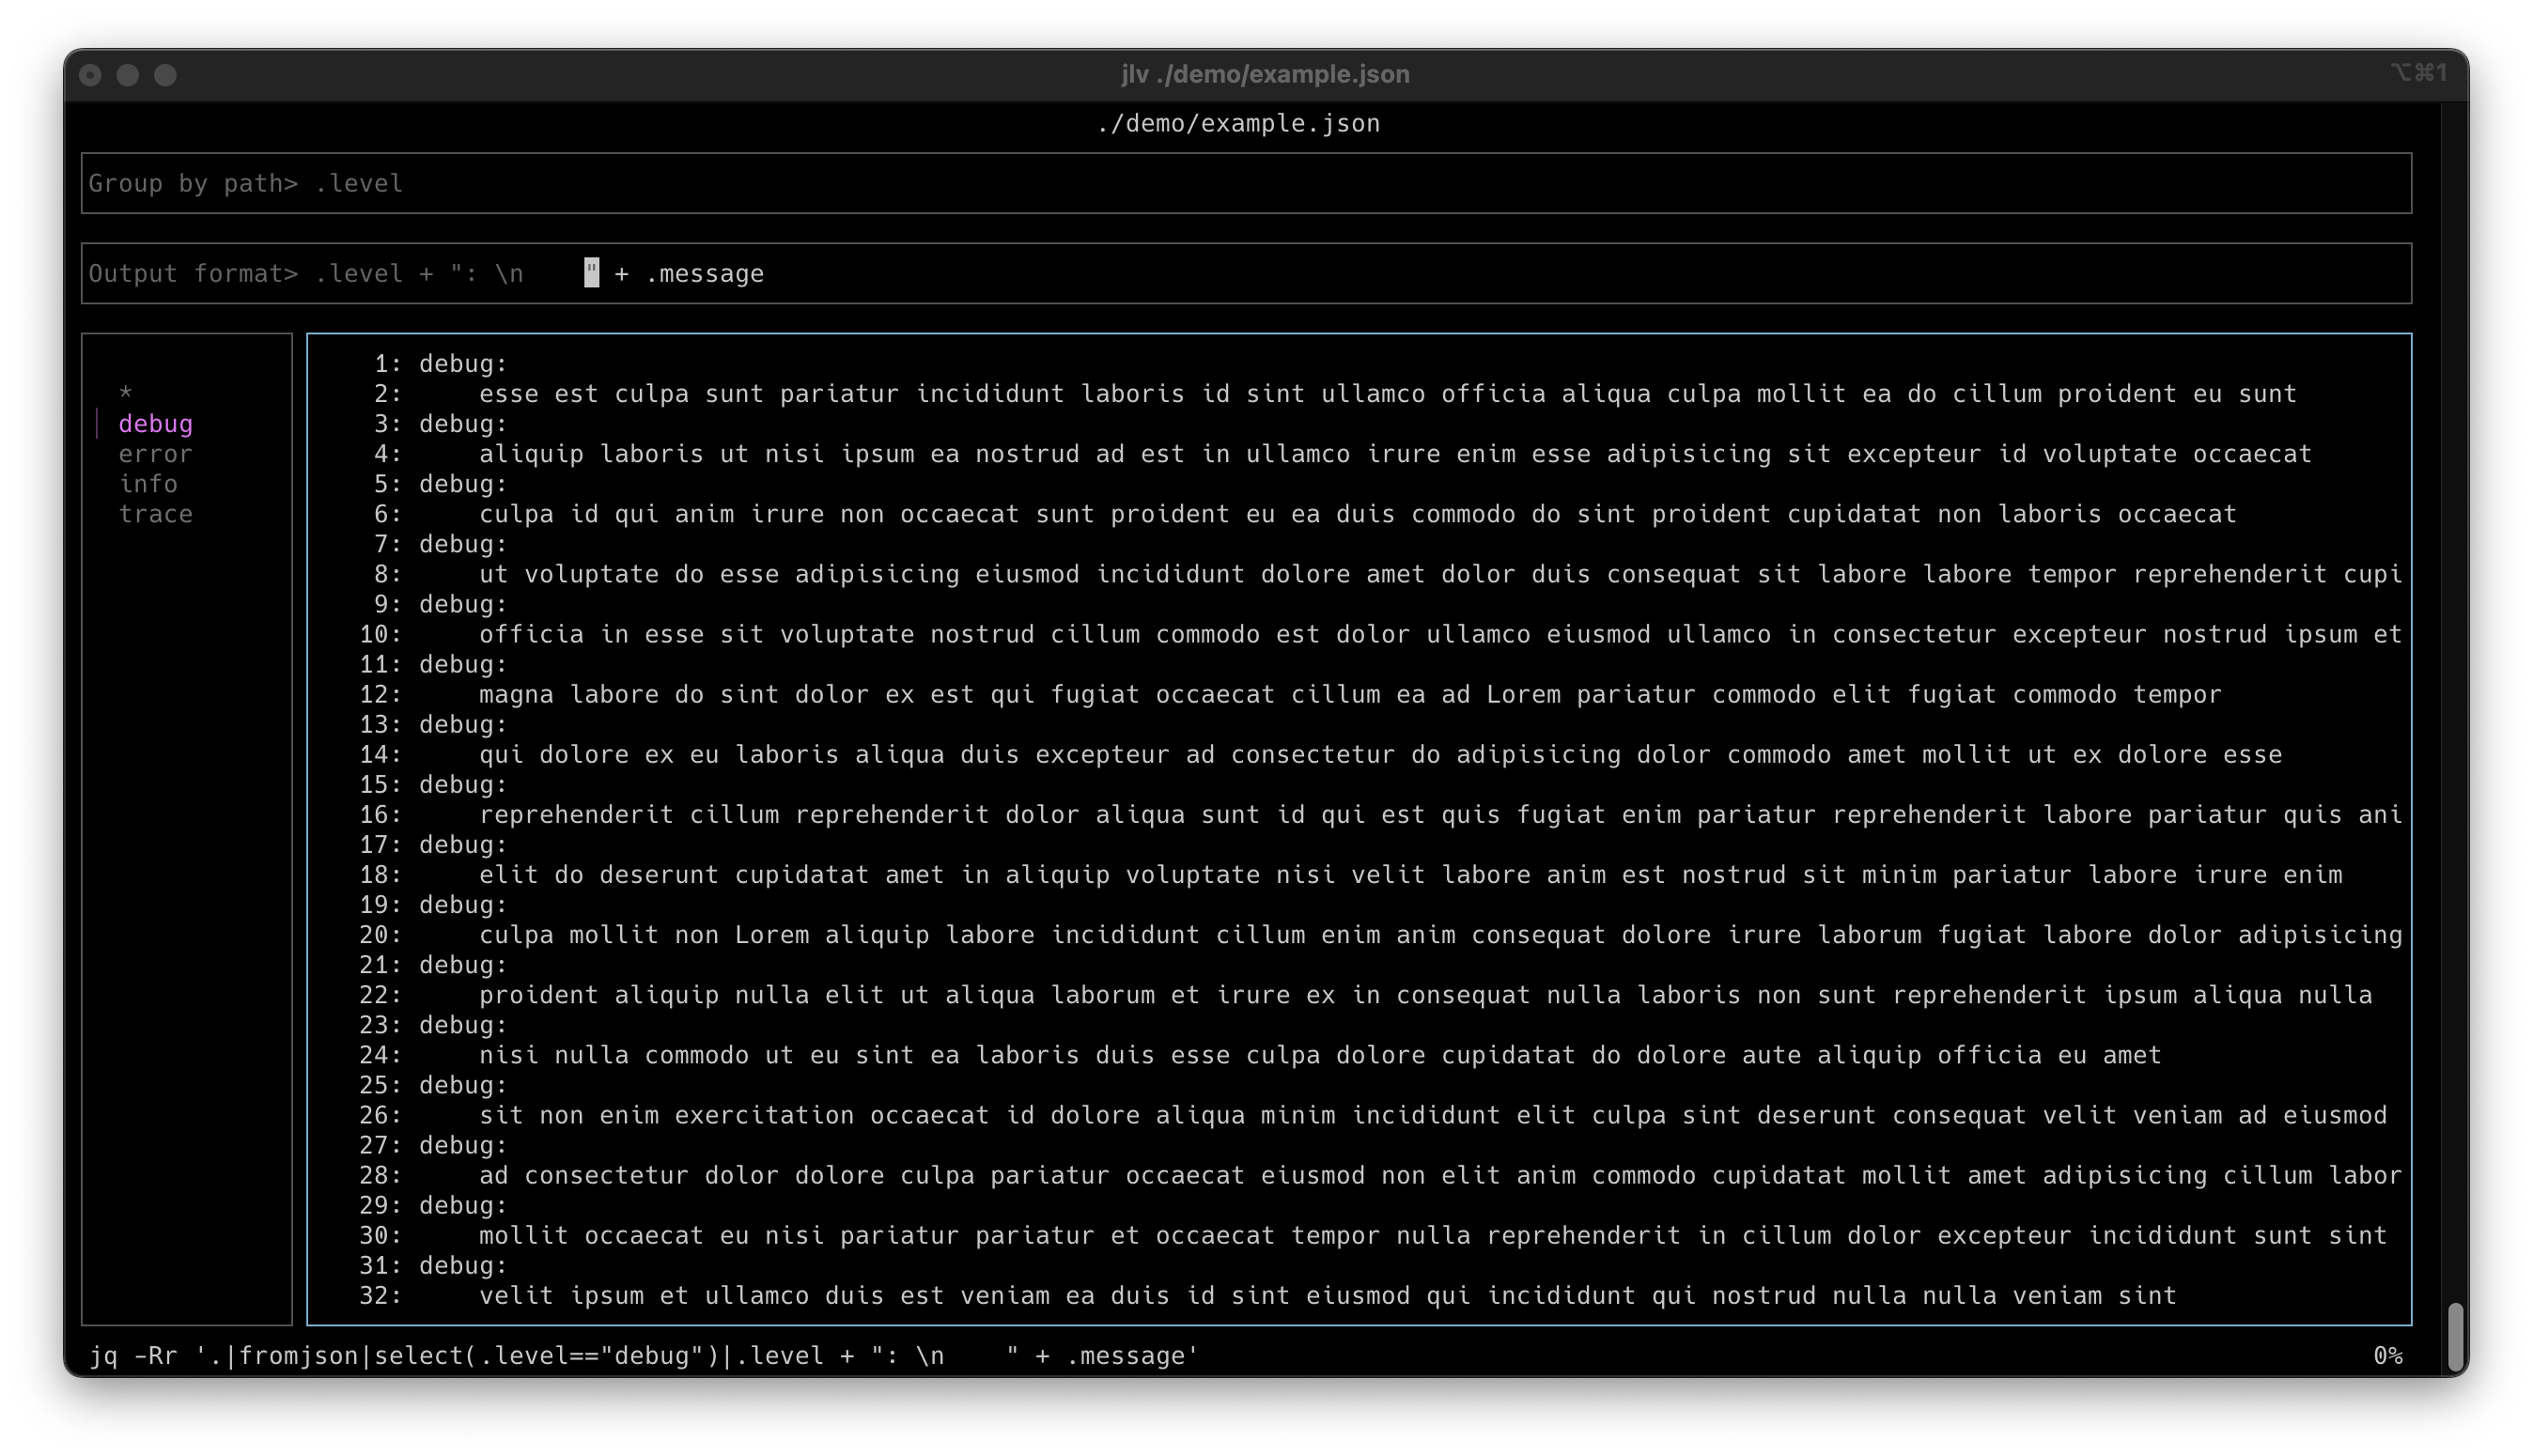 jlv ./demo/example.json ⌥⌘1
./demo/example.json
Group by path> .level
Output format> .level + ": \n    " + .message
*
debug
error
info
trace
1: debug:
2:     esse est culpa sunt pariatur incididunt laboris id sint ullamco officia aliqua culpa mollit ea do cillum proident eu sunt
3: debug:
4:     aliquip laboris ut nisi ipsum ea nostrud ad est in ullamco irure enim esse adipisicing sit excepteur id voluptate occaecat
5: debug:
6:     culpa id qui anim irure non occaecat sunt proident eu ea duis commodo do sint proident cupidatat non laboris occaecat
7: debug:
8:     ut voluptate do esse adipisicing eiusmod incididunt dolore amet dolor duis consequat sit labore labore tempor reprehenderit cupi
9: debug:
10:     officia in esse sit voluptate nostrud cillum commodo est dolor ullamco eiusmod ullamco in consectetur excepteur nostrud ipsum et
11: debug:
12:     magna labore do sint dolor ex est qui fugiat occaecat cillum ea ad Lorem pariatur commodo elit fugiat commodo tempor
13: debug:
14:     qui dolore ex eu laboris aliqua duis excepteur ad consectetur do adipisicing dolor commodo amet mollit ut ex dolore esse
15: debug:
16:     reprehenderit cillum reprehenderit dolor aliqua sunt id qui est quis fugiat enim pariatur reprehenderit labore pariatur quis ani
17: debug:
18:     elit do deserunt cupidatat amet in aliquip voluptate nisi velit labore anim est nostrud sit minim pariatur labore irure enim
19: debug:
20:     culpa mollit non Lorem aliquip labore incididunt cillum enim anim consequat dolore irure laborum fugiat labore dolor adipisicing
21: debug:
22:     proident aliquip nulla elit ut aliqua laborum et irure ex in consequat nulla laboris non sunt reprehenderit ipsum aliqua nulla
23: debug:
24:     nisi nulla commodo ut eu sint ea laboris duis esse culpa dolore cupidatat do dolore aute aliquip officia eu amet
25: debug:
26:     sit non enim exercitation occaecat id dolore aliqua minim incididunt elit culpa sint deserunt consequat velit veniam ad eiusmod
27: debug:
28:     ad consectetur dolor dolore culpa pariatur occaecat eiusmod non elit anim commodo cupidatat mollit amet adipisicing cillum labor
29: debug:
30:     mollit occaecat eu nisi pariatur pariatur et occaecat tempor nulla reprehenderit in cillum dolor excepteur incididunt sunt sint
31: debug:
32:     velit ipsum et ullamco duis est veniam ea duis id sint eiusmod qui incididunt qui nostrud nulla nulla veniam sint
jq -Rr '.|fromjson|select(.level=="debug")|.level + ": \n    " + .message' 0%